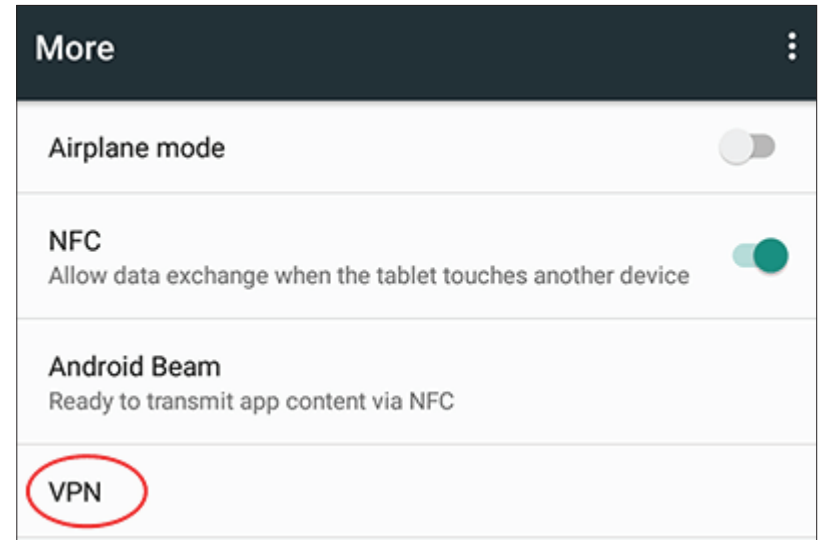 More
Airplane mode
NFC
Allow data exchange when the tablet touches another device
Android Beam
Ready to transmit app content via NFC
VPN